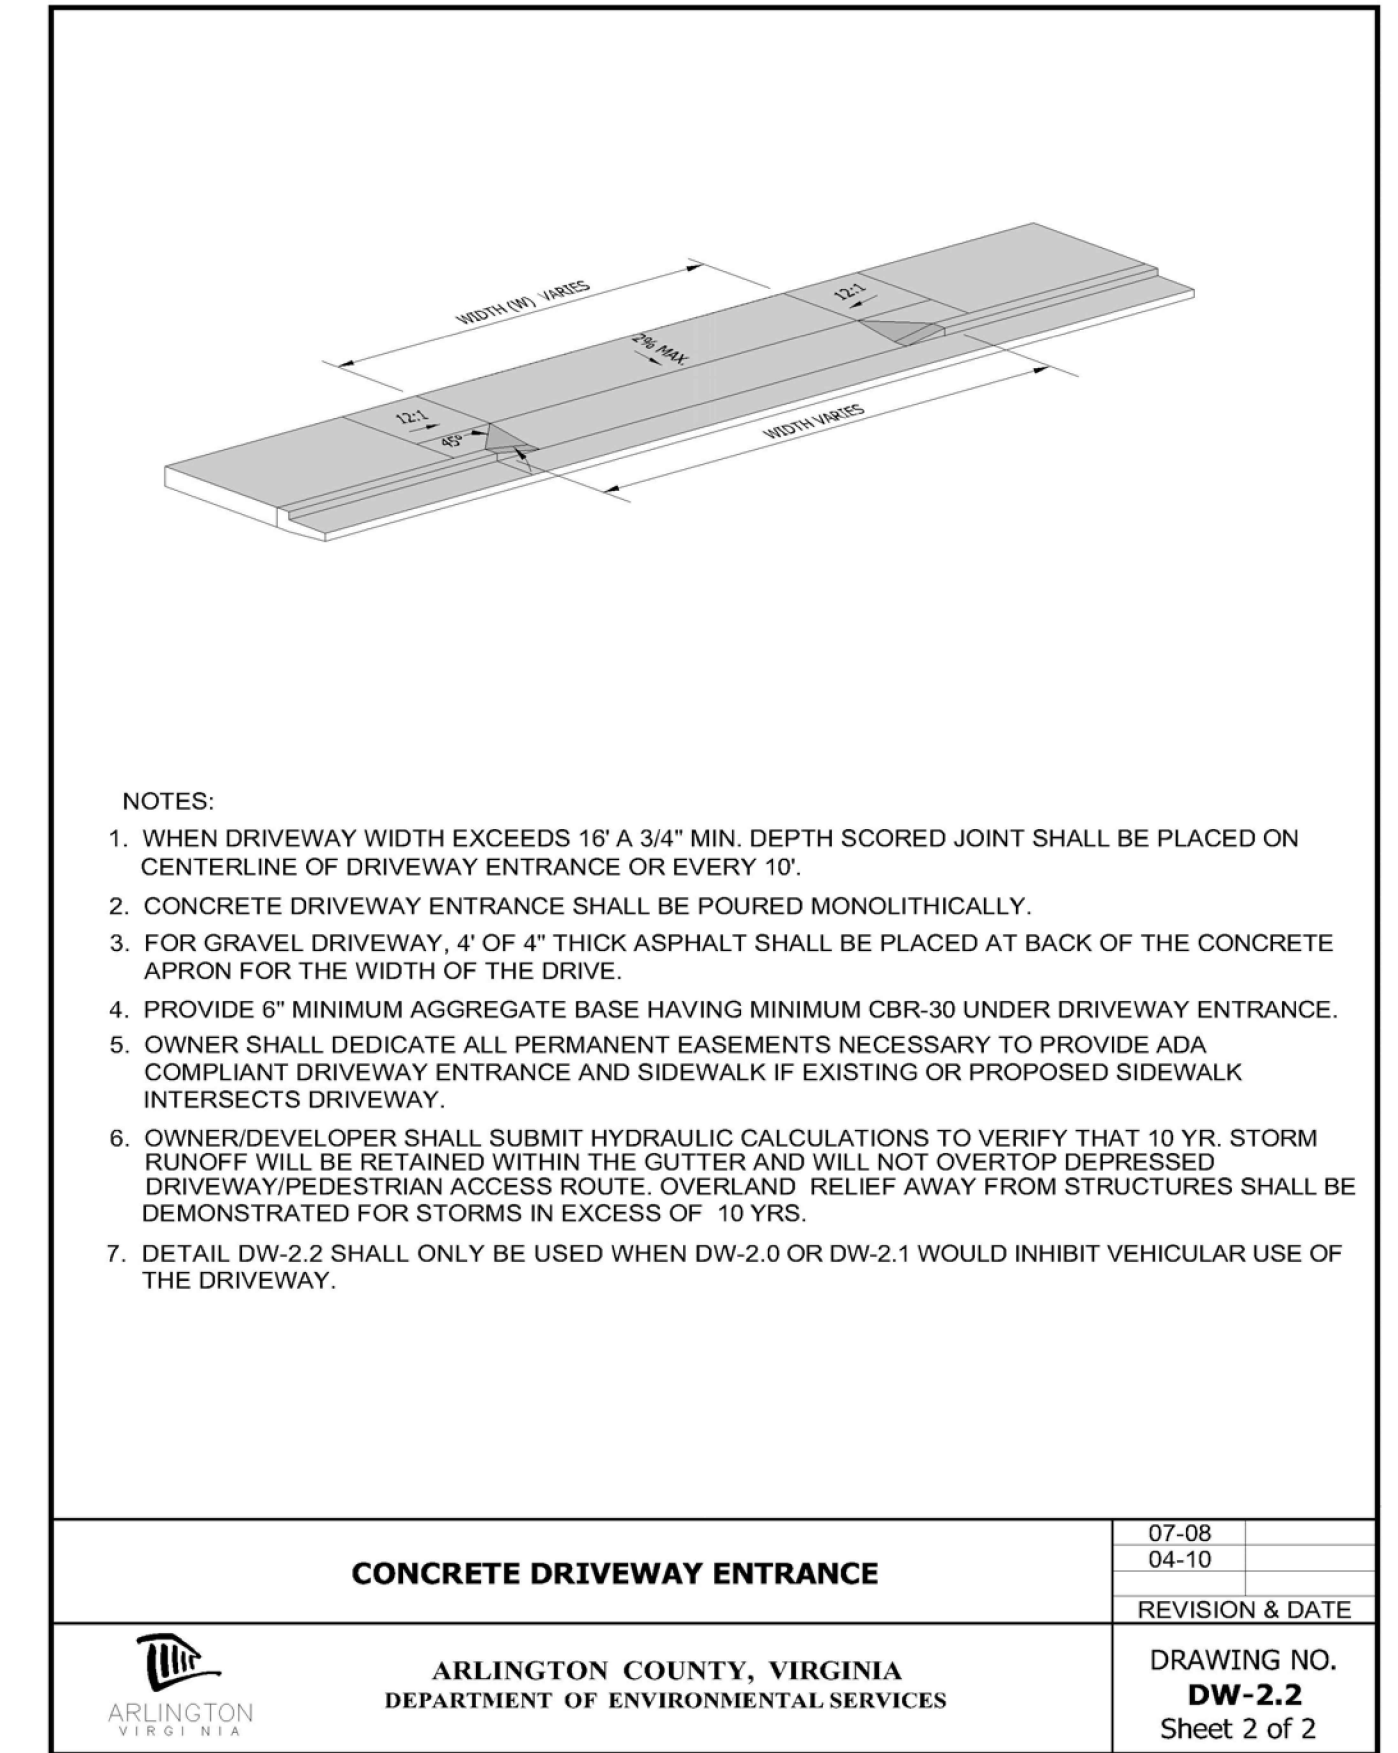 WIDTH (W) VARIES
12:1
2% MAX.
12:1
45°
WIDTH VARIES
NOTES:
1. WHEN DRIVEWAY WIDTH EXCEEDS 16' A 3/4" MIN. DEPTH SCORED JOINT SHALL BE PLACED ON
CENTERLINE OF DRIVEWAY ENTRANCE OR EVERY 10'.
2. CONCRETE DRIVEWAY ENTRANCE SHALL BE POURED MONOLITHICALLY.
3. FOR GRAVEL DRIVEWAY, 4' OF 4" THICK ASPHALT SHALL BE PLACED AT BACK OF THE CONCRETE
APRON FOR THE WIDTH OF THE DRIVE.
4. PROVIDE 6" MINIMUM AGGREGATE BASE HAVING MINIMUM CBR-30 UNDER DRIVEWAY ENTRANCE.
5. OWNER SHALL DEDICATE ALL PERMANENT EASEMENTS NECESSARY TO PROVIDE ADA
COMPLIANT DRIVEWAY ENTRANCE AND SIDEWALK IF EXISTING OR PROPOSED SIDEWALK
INTERSECTS DRIVEWAY.
6. OWNER/DEVELOPER SHALL SUBMIT HYDRAULIC CALCULATIONS TO VERIFY THAT 10 YR. STORM
RUNOFF WILL BE RETAINED WITHIN THE GUTTER AND WILL NOT OVERTOP DEPRESSED
DRIVEWAY/PEDESTRIAN ACCESS ROUTE. OVERLAND RELIEF AWAY FROM STRUCTURES SHALL BE
DEMONSTRATED FOR STORMS IN EXCESS OF 10 YRS.
7. DETAIL DW-2.2 SHALL ONLY BE USED WHEN DW-2.0 OR DW-2.1 WOULD INHIBIT VEHICULAR USE OF
THE DRIVEWAY.
CONCRETE DRIVEWAY ENTRANCE
07-08
04-10
REVISION & DATE
ARLINGTON
VIRGINIA
ARLINGTON COUNTY, VIRGINIA
DEPARTMENT OF ENVIRONMENTAL SERVICES
DRAWING NO.
DW-2.2
Sheet 2 of 2